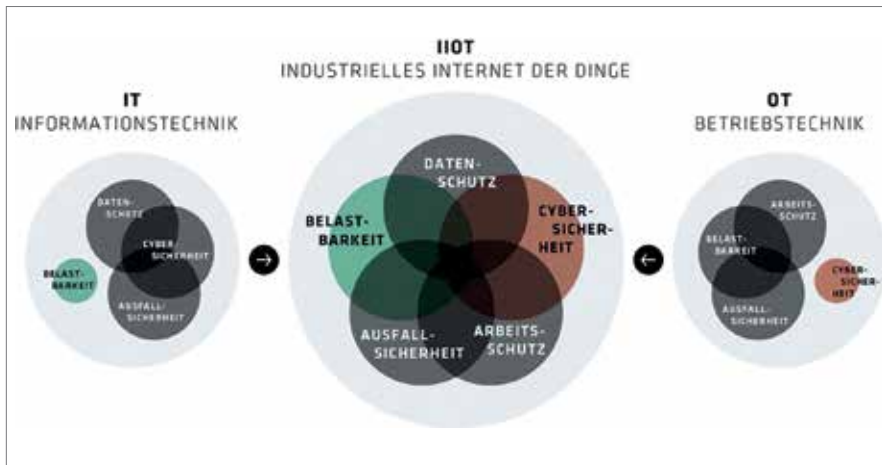 IIOT
INDUSTRIELLES INTERNET DER DINGE
IT
INFORMATIONSTECHNIK
OT
BETRIEBSTECHNIK
DATEN-
SCHUTZ
CYBER-
SICHERHEIT
BELAST-
BARKEIT
AUSFALL-
SICHERHEIT
DATEN-
SCHUTZ
BELAST-
BARKEIT
CYBER-
SICHER-
HEIT
AUSFALL-
SICHERHEIT
ARBEITS-
SCHUTZ
ARBEITS-
SCHUTZ
BELAST-
BARKEIT
CYBER-
SICHER-
HEIT
AUSFALL-
SICHERHEIT